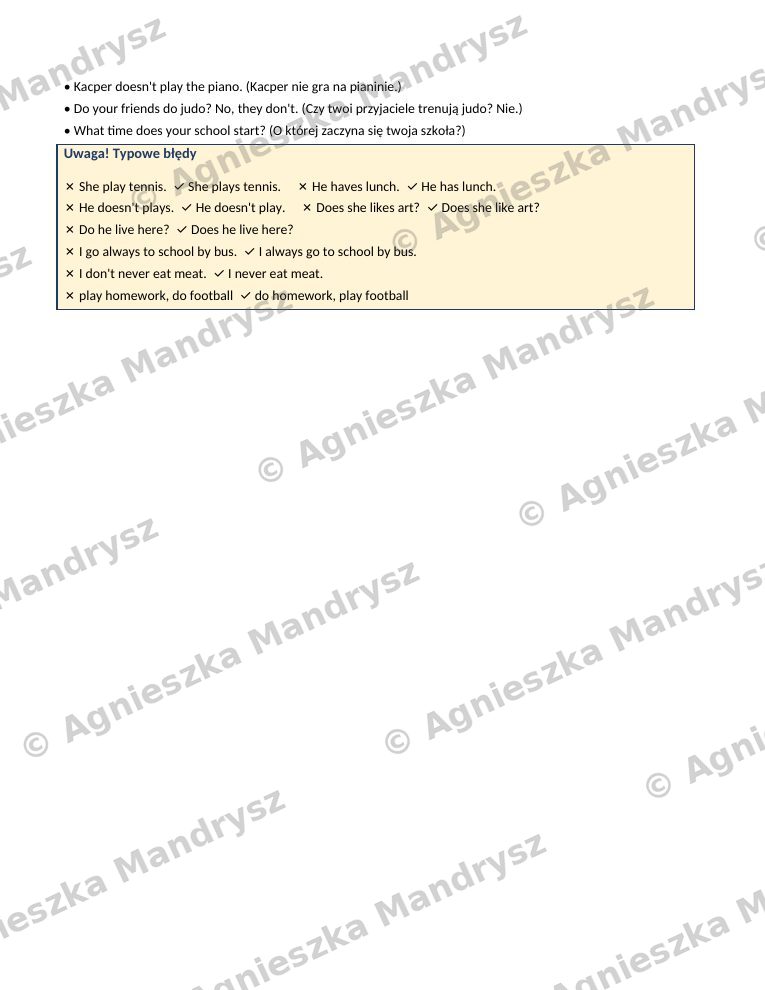 • Kacper doesn't play the piano. (Kacper nie gra na pianinie.)
• Do your friends do judo? No, they don't. (Czy twoi przyjaciele trenują judo? Nie.)
• What time does your school start? (O której zaczyna się twoja szkoła?)
Uwaga! Typowe błędy
✕ She play tennis. ✓ She plays tennis. ✕ He haves lunch. ✓ He has lunch.
✕ He doesn't plays. ✓ He doesn't play. ✕ Does she likes art? ✓ Does she like art?
✕ Do he live here? ✓ Does he live here?
✕ I go always to school by bus. ✓ I always go to school by bus.
✕ I don't never eat meat. ✓ I never eat meat.
✕ play homework, do football ✓ do homework, play football
© Agnieszka Mandrysz